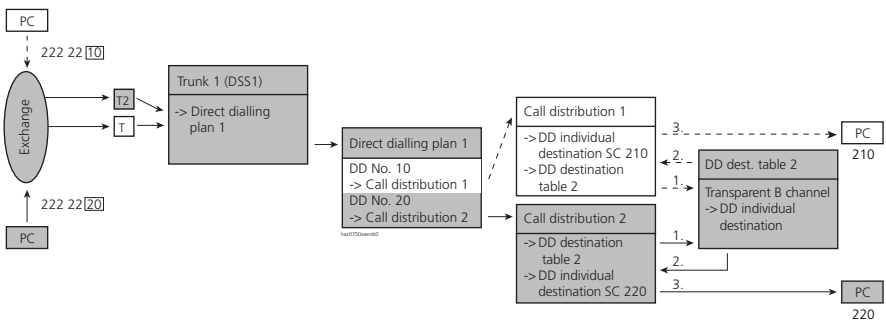 PC
222 22 10
Exchange
T2
T
222 22 20
PC
Trunk 1 (DSS1)
-> Direct dialling
plan 1
Direct dialling plan 1
DD No. 10
-> Call distribution 1
DD No. 20
-> Call distribution 2
haz0750aaenb0
Call distribution 1
->DD individual
destination SC 210
->DD destination
table 2
Call distribution 2
->DD destination
table 2
->DD individual
destination SC 220
3.
2.
1.
1.
2.
3.
DD dest. table 2
Transparent B channel
->DD individual
destination
PC
210
PC
220